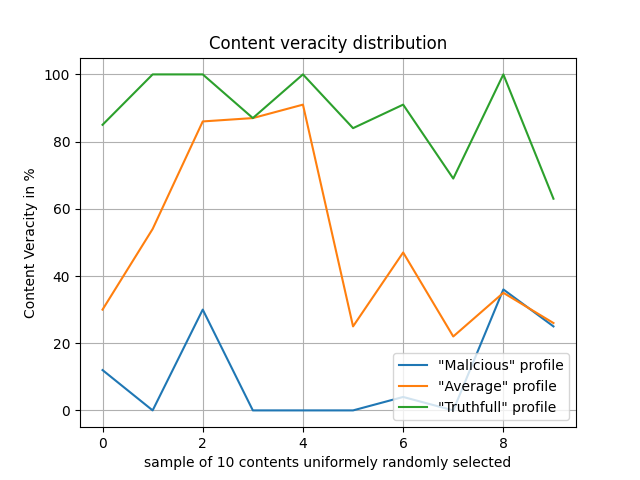 Content veracity distribution
Content Veracity in %
100
80
60
40
20
0
0 2 4 6 8
sample of 10 contents uniformely randomly selected
"Malicious" profile
"Average" profile
"Truthfull" profile